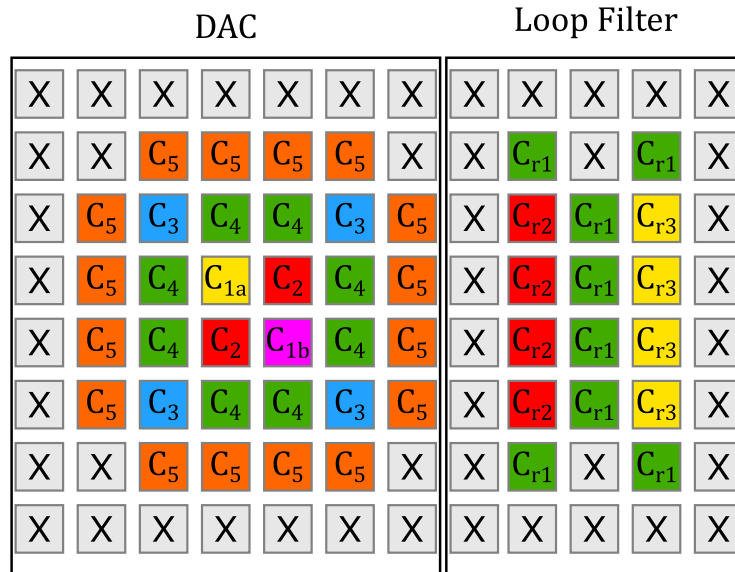 DAC Loop Filter
X X X X X X X X X X X X
X X C5 C5 C5 C5 X X Cr1 X Cr1 X
X C5 C3 C4 C4 C3 C5 X Cr2 Cr1 Cr3 X
X C5 C4 C1a C2 C4 C5 X Cr2 Cr1 Cr3 X
X C5 C4 C2 C1b C4 C5 X Cr2 Cr1 Cr3 X
X C5 C3 C4 C4 C3 C5 X Cr2 Cr1 Cr3 X
X X C5 C5 C5 C5 X X Cr1 X Cr1 X
X X X X X X X X X X X X